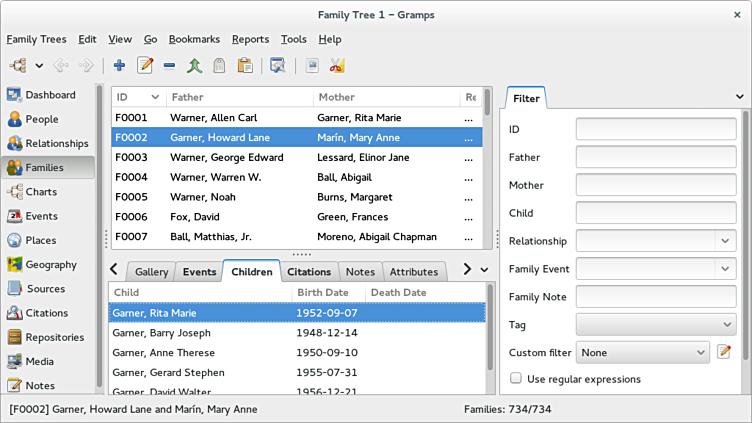 Family Tree 1 – Gramps
Family Trees Edit View Go Bookmarks Reports Tools Help
Dashboard
People
Relationships
Families
Charts
Events
Places
Geography
Sources
Citations
Repositories
Media
Notes
ID Father Mother Re
F0001 Warner, Allen Carl Garner, Rita Marie ...
F0002 Garner, Howard Lane Marín, Mary Anne ...
F0003 Warner, George Edward Lessard, Elinor Jane ...
F0004 Warner, Warren W. Ball, Abigail ...
F0005 Warner, Noah Burns, Margaret ...
F0006 Fox, David Green, Frances ...
F0007 Ball, Matthias, Jr. Moreno, Abigail Chapman ...
Gallery Events Children Citations Notes Attributes
Child Birth Date Death Date
Garner, Rita Marie 1952-09-07
Garner, Barry Joseph 1948-12-14
Garner, Anne Therese 1950-09-10
Garner, Gerard Stephen 1955-07-31
Garner, David Walter 1956-12-21
Filter
ID
Father
Mother
Child
Relationship
Family Event
Family Note
Tag
Custom filter None
Use regular expressions
[F0002] Garner, Howard Lane and Marín, Mary Anne Families: 734/734